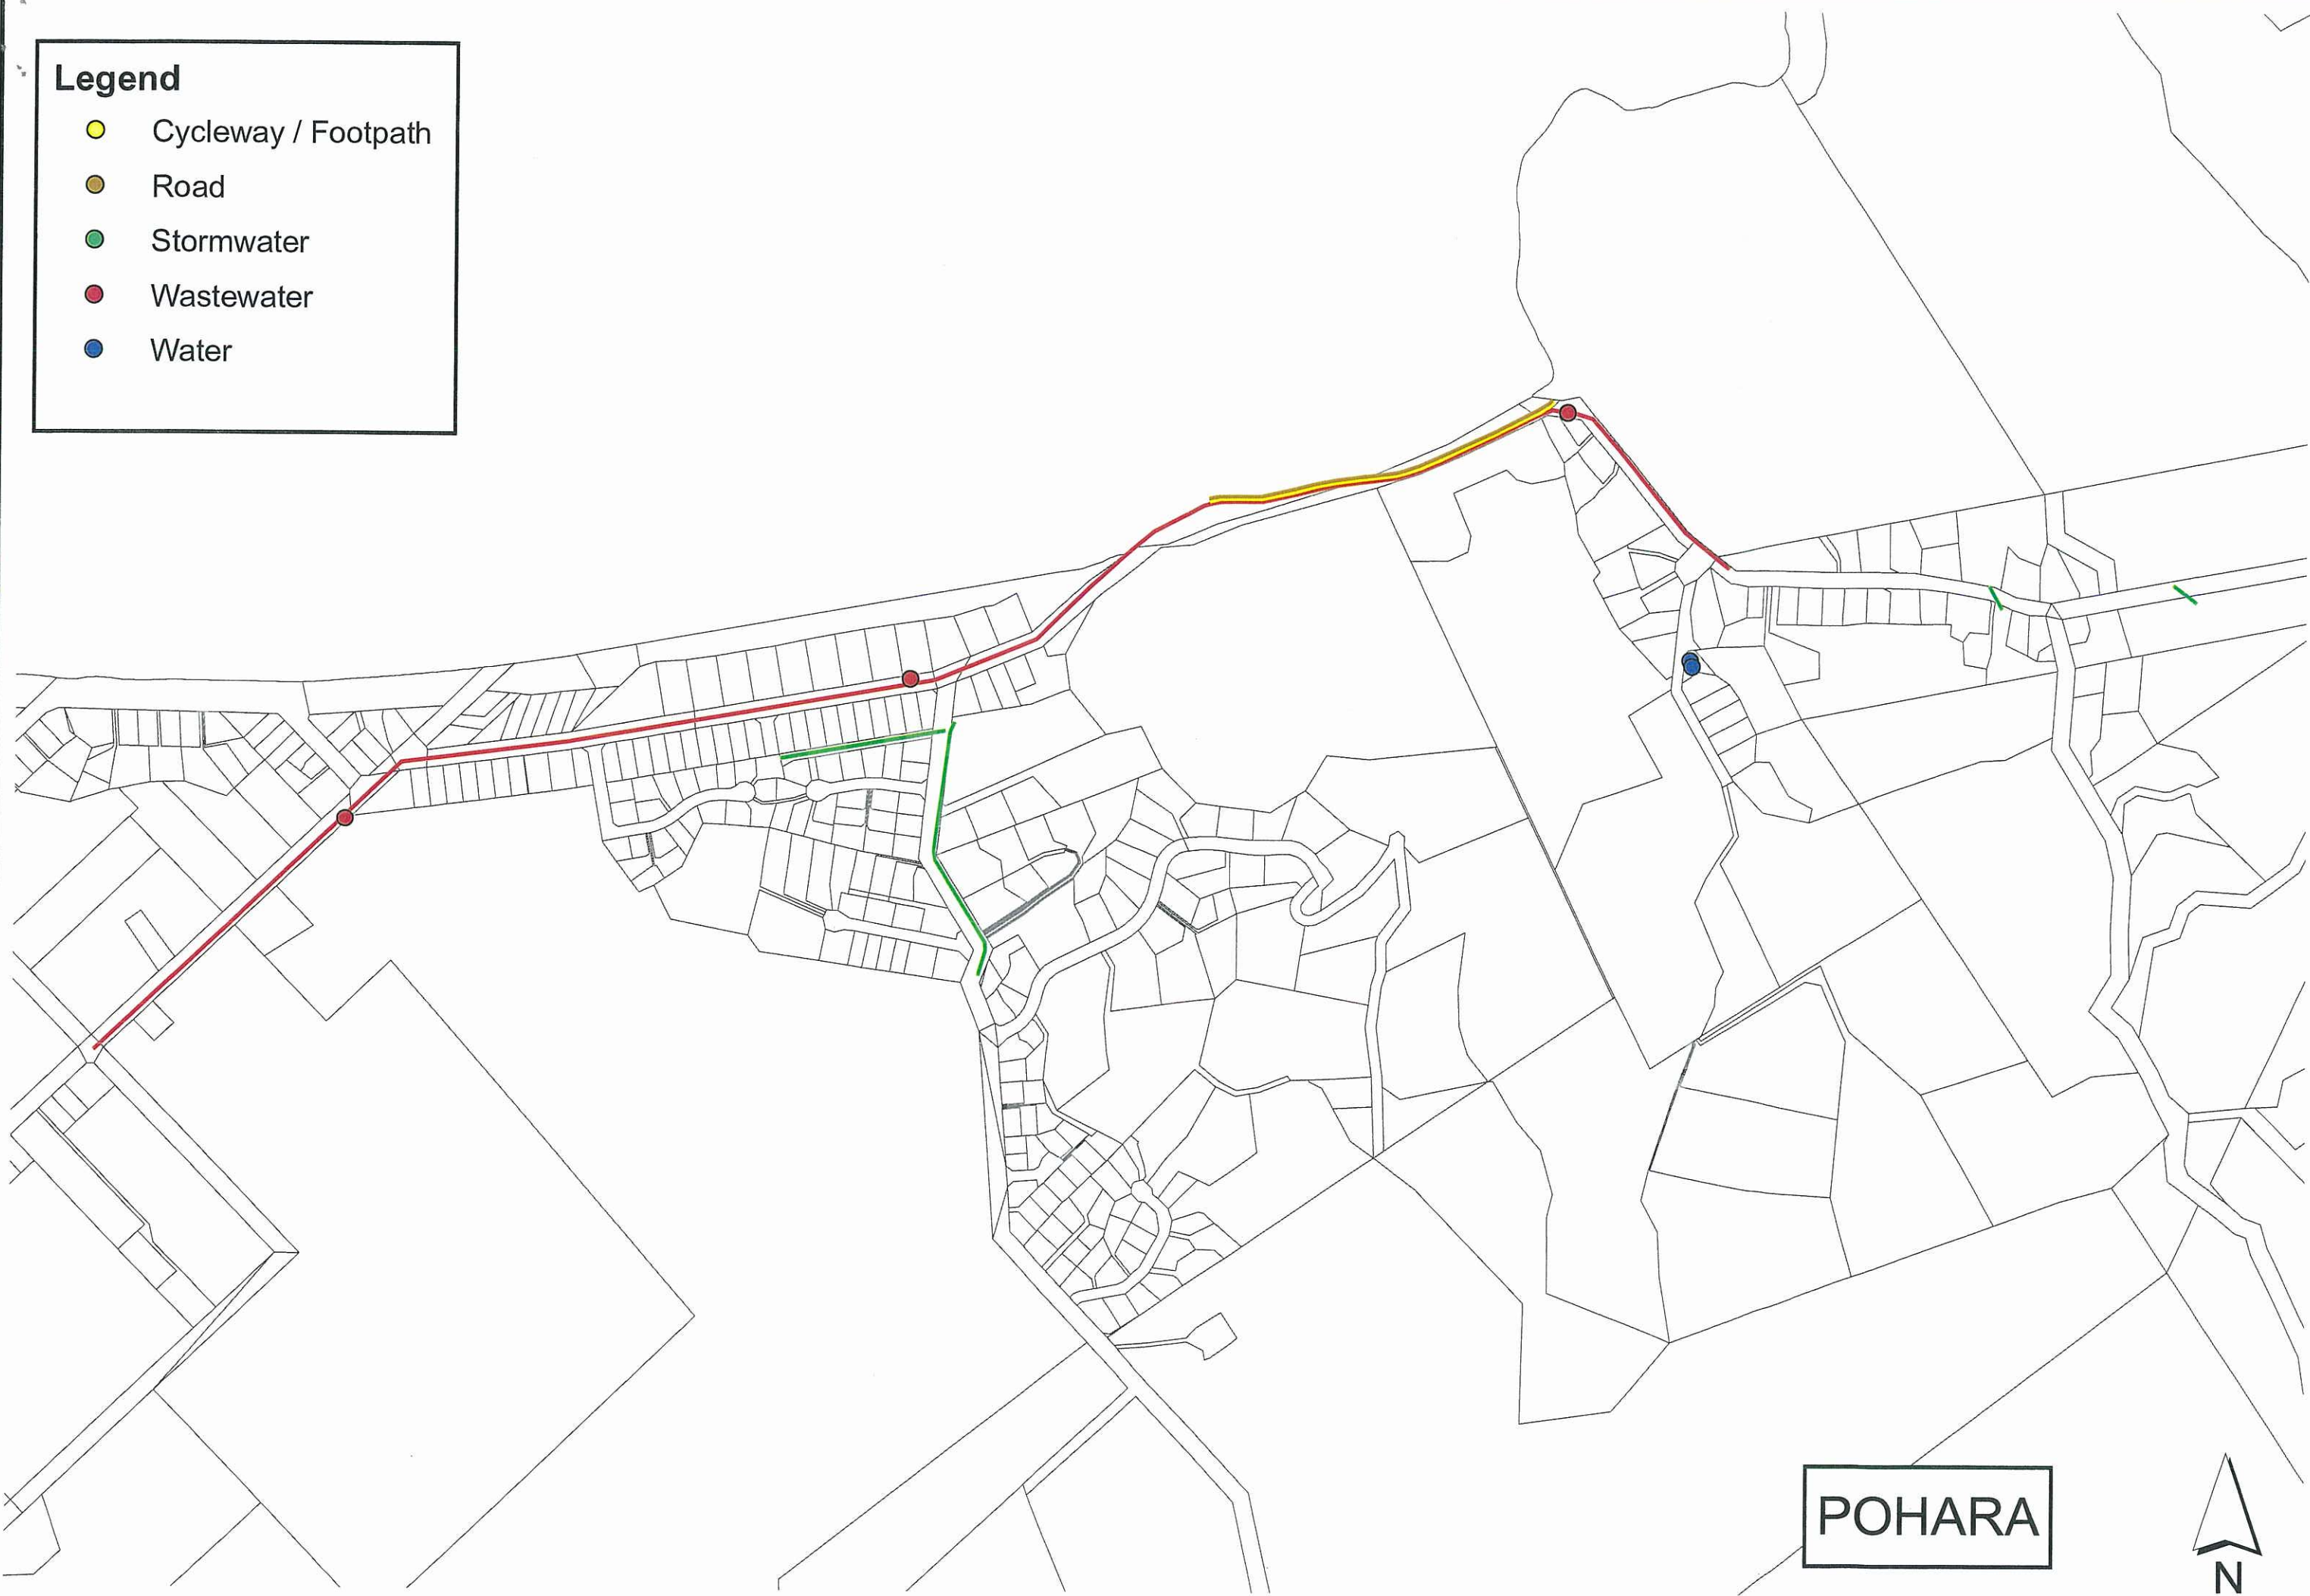 Legend
Cycleway / Footpath
Road
Stormwater
Wastewater
Water
POHARA
N